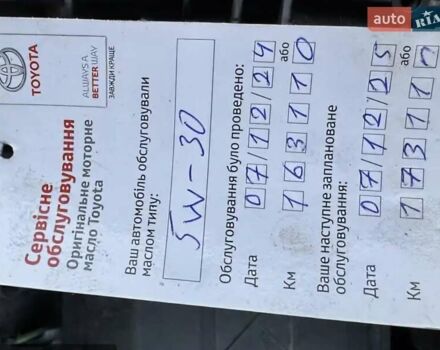 TOYOTA
ALWAYS A
BETTER WAY
ЗАВЖДИ КРАЩЕ
Сервісне
обслуговування
Оригінальне моторне
масло Toyota
Ваш автомобіль обслуговували
маслом типу:
5W-30
Обслуговування було проведено:
Дата 07/12/24 або
Км 163110
Ваше наступне заплановане
обслуговування:
Дата 07/12/25 або
Км 17311
auto RIA